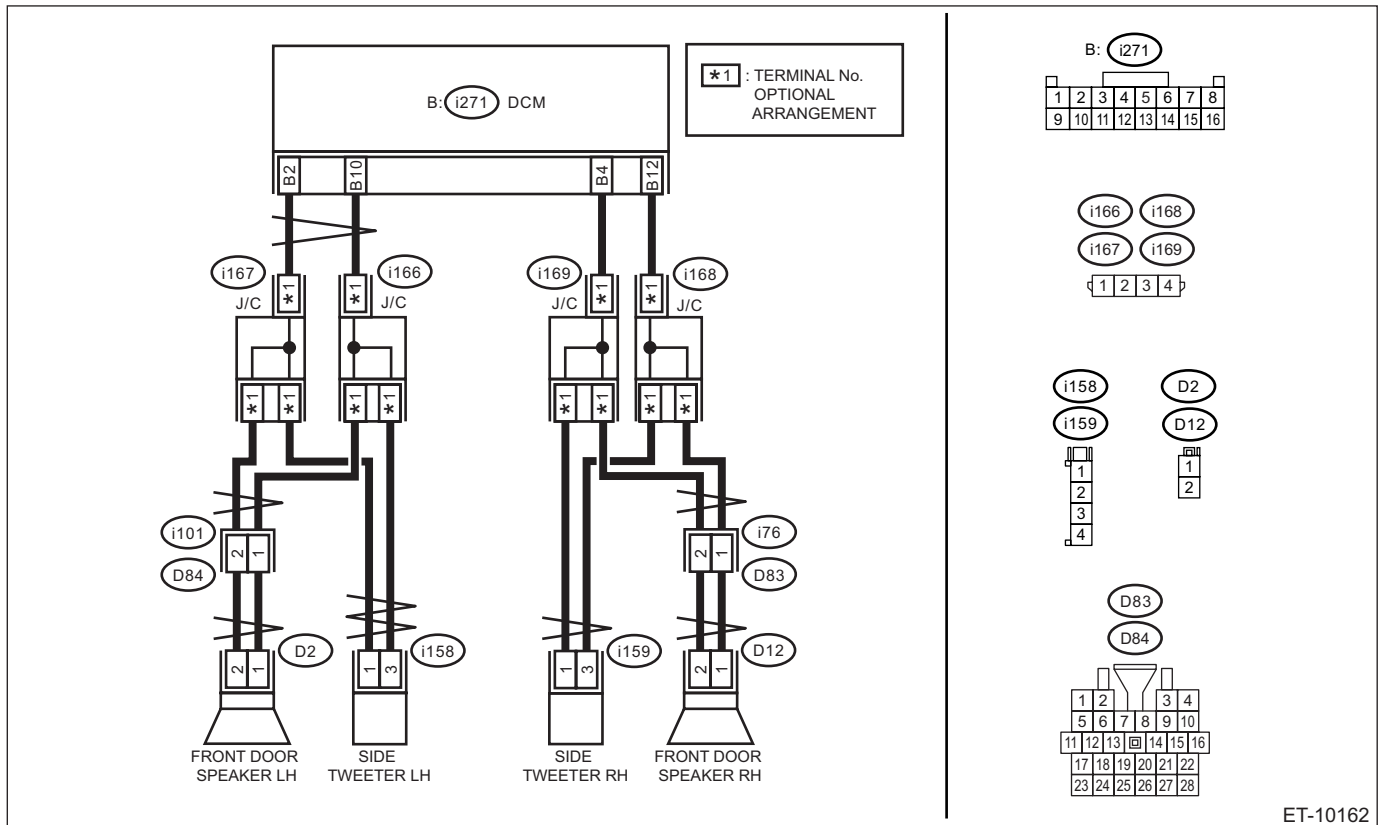 B: i271 DCM
*1 : TERMINAL No.
OPTIONAL
ARRANGEMENT
B2 B10 B4 B12
i167 *1 *1 i166 i169 *1 *1 i168
J/C J/C J/C J/C
*1 *1 *1 *1 *1 *1 *1 *1
i101 2 1 2 1 i76
D84 D83
2 1 D2 1 3 i158 1 3 i159 2 1 D12
FRONT DOOR
SPEAKER LH
SIDE
TWEETER LH
SIDE
TWEETER RH
FRONT DOOR
SPEAKER RH
B: i271
1 2 3 4 5 6 7 8
9 10 11 12 13 14 15 16
i166 i168
i167 i169
1 2 3 4
i158
i159
1
2
3
4
D2
D12
1
2
D83
D84
1 2 3 4
5 6 7 8 9 10
11 12 13 14 15 16
17 18 19 20 21 22
23 24 25 26 27 28
ET-10162